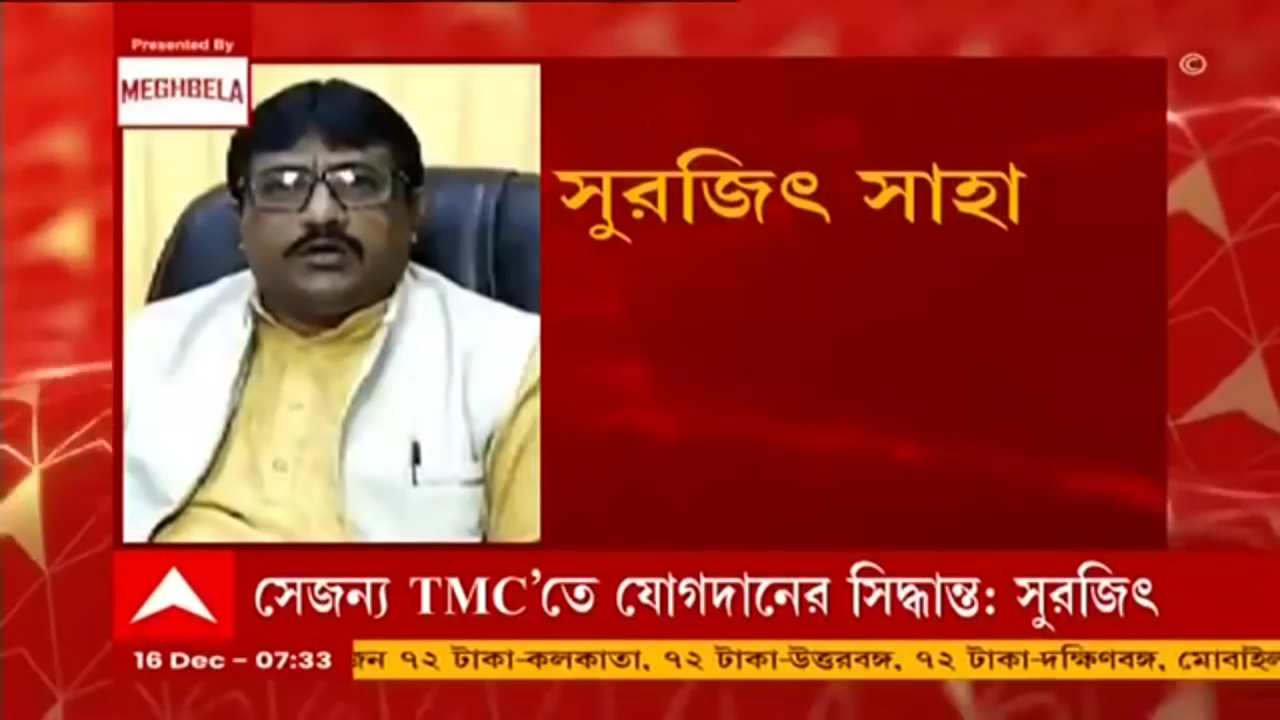 Presented By
MEGHBELA
©
সুরজিৎ সাহা
সেজন্য TMC’তে যোগদানের সিদ্ধান্ত: সুরজিৎ
16 Dec – 07:33
৭২ টাকা-কলকাতা, ৭২ টাকা-উত্তরবঙ্গ, ৭২ টাকা-দক্ষিণবঙ্গ,